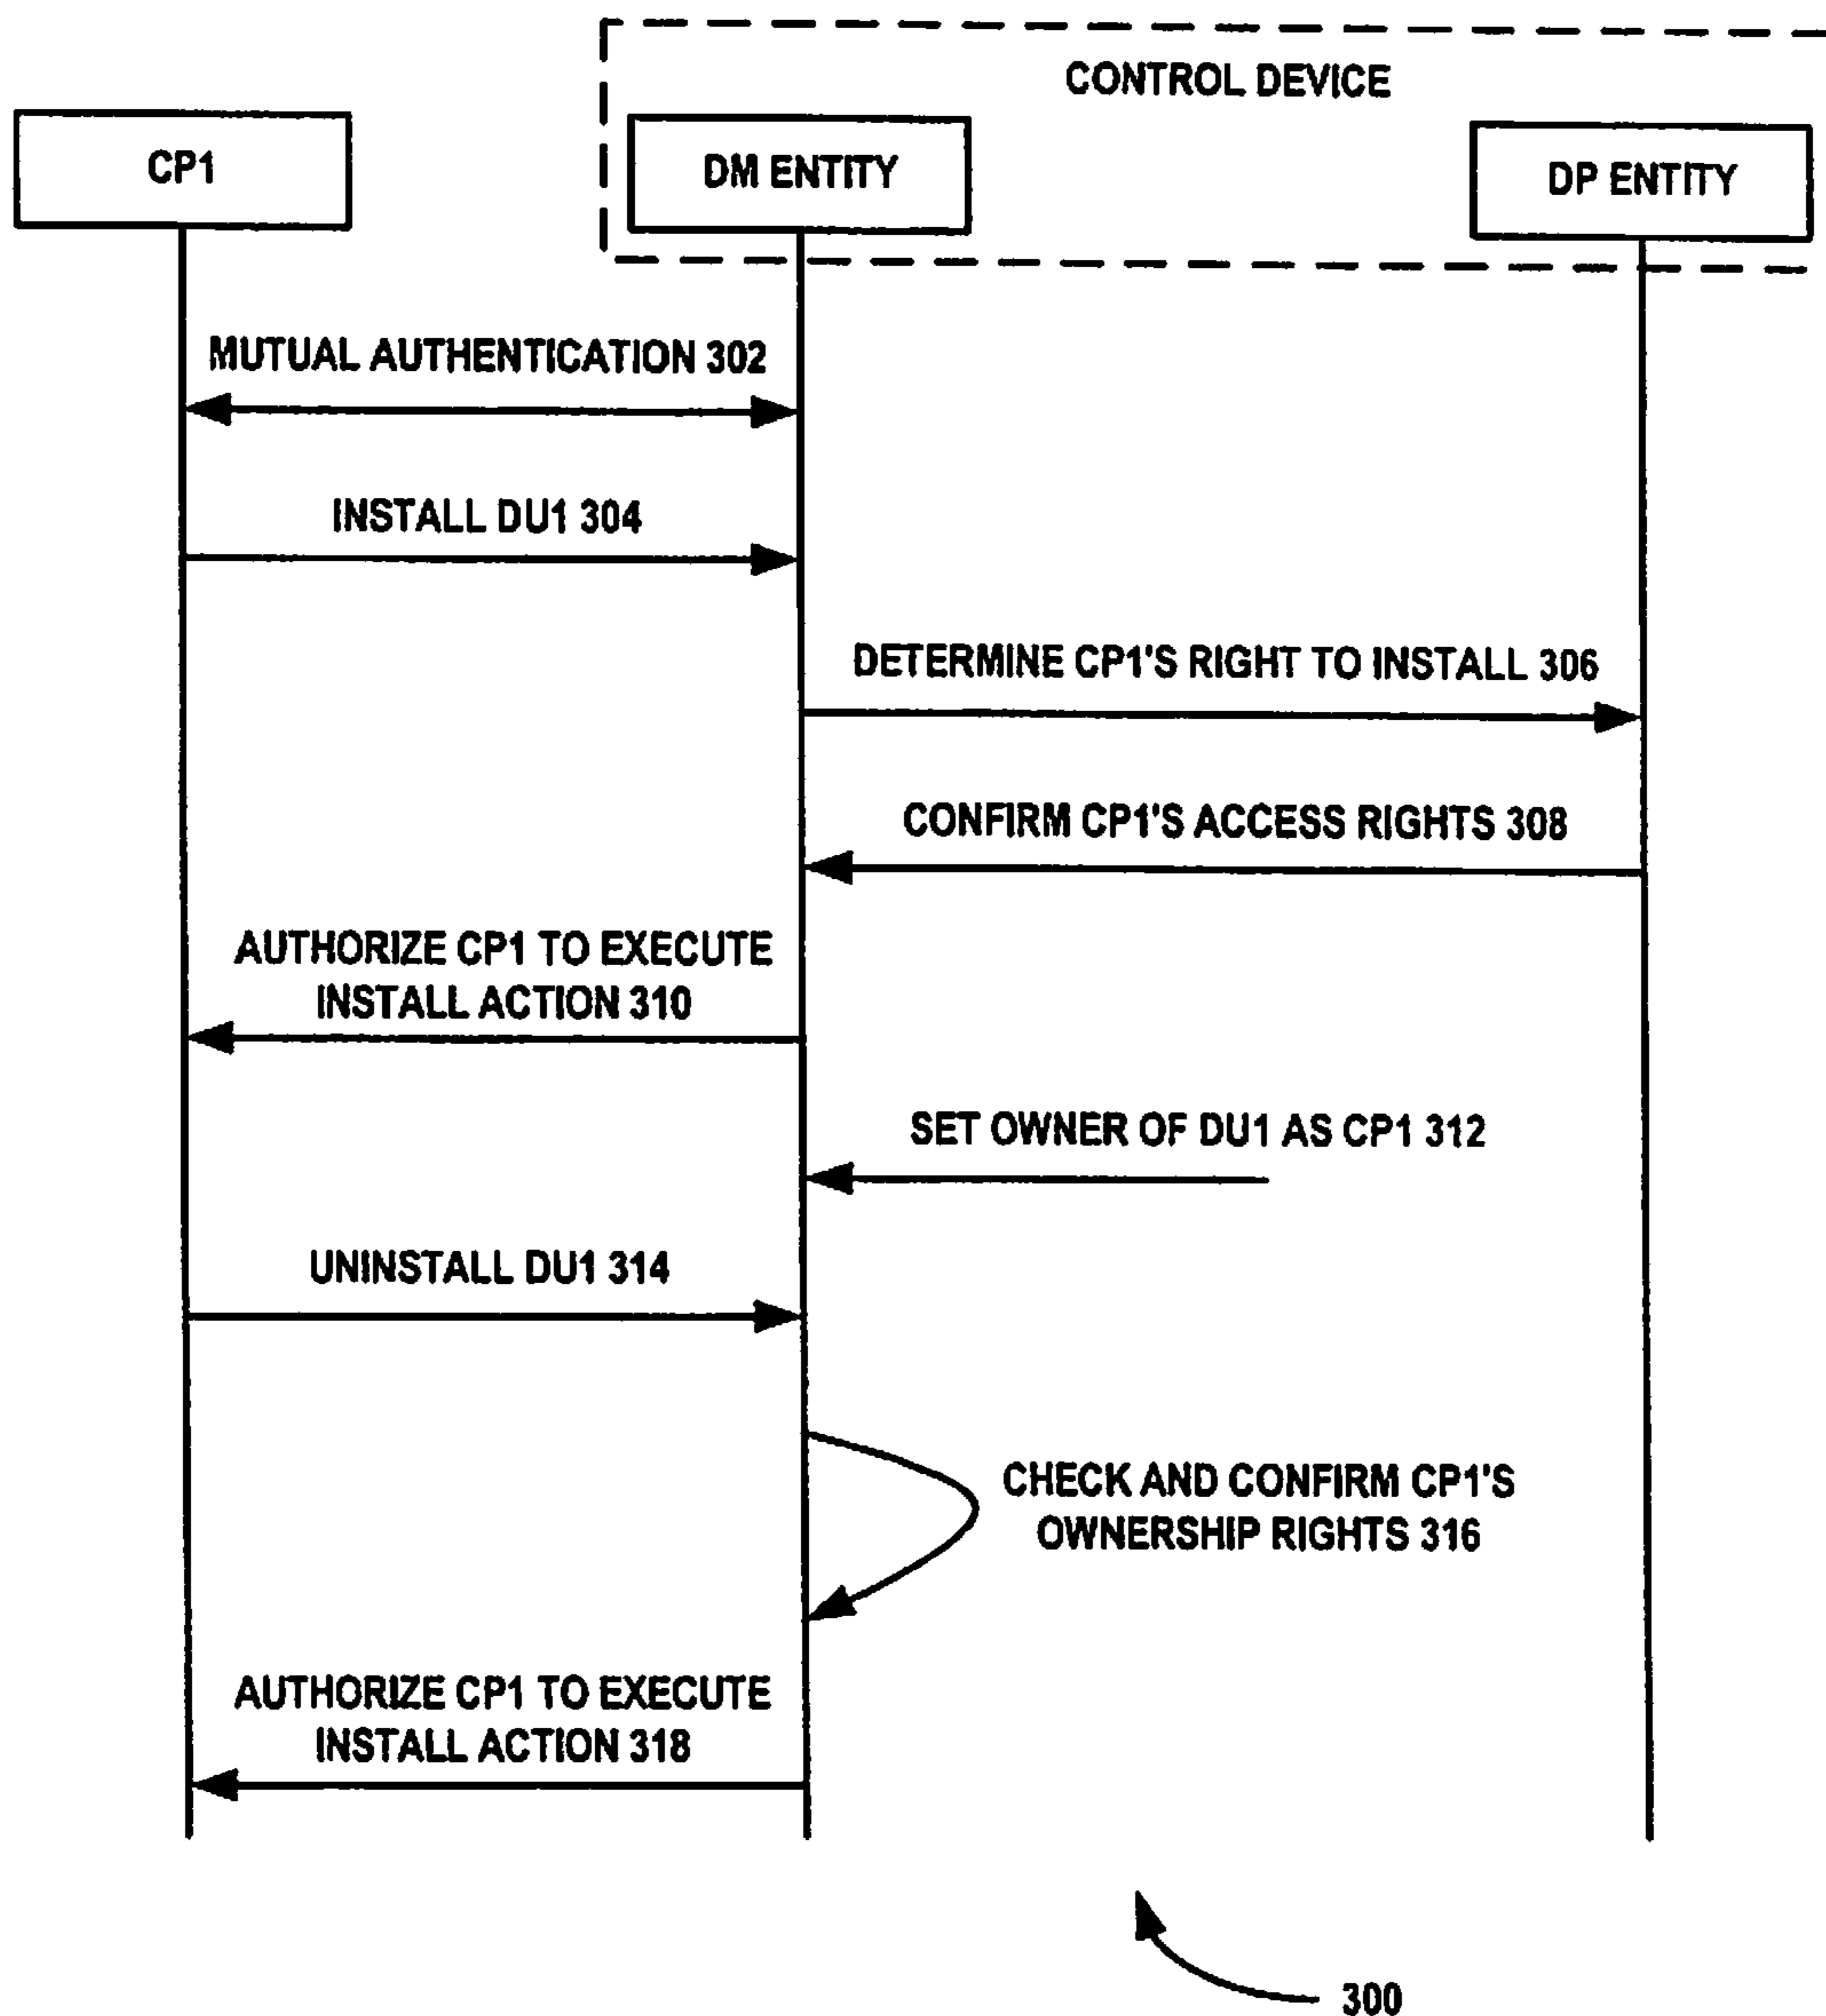 CONTROL DEVICE
CP1
DM ENTITY
DP ENTITY
MUTUAL AUTHENTICATION 302
INSTALL DU1 304
DETERMINE CP1'S RIGHT TO INSTALL 306
CONFIRM CP1'S ACCESS RIGHTS 308
AUTHORIZE CP1 TO EXECUTE
INSTALL ACTION 310
SET OWNER OF DU1 AS CP1 312
UNINSTALL DU1 314
CHECK AND CONFIRM CP1'S
OWNERSHIP RIGHTS 316
AUTHORIZE CP1 TO EXECUTE
INSTALL ACTION 318
300